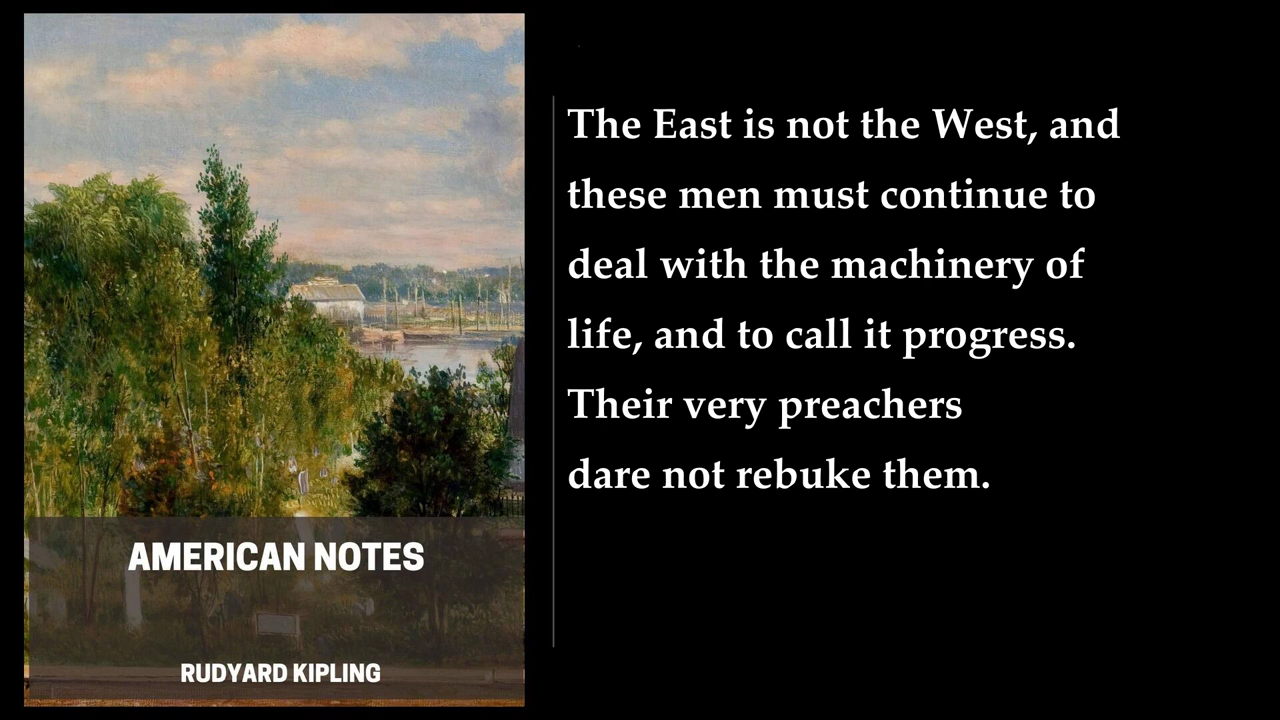 AMERICAN NOTES
RUDYARD KIPLING
The East is not the West, and
these men must continue to
deal with the machinery of
life, and to call it progress.
Their very preachers
dare not rebuke them.